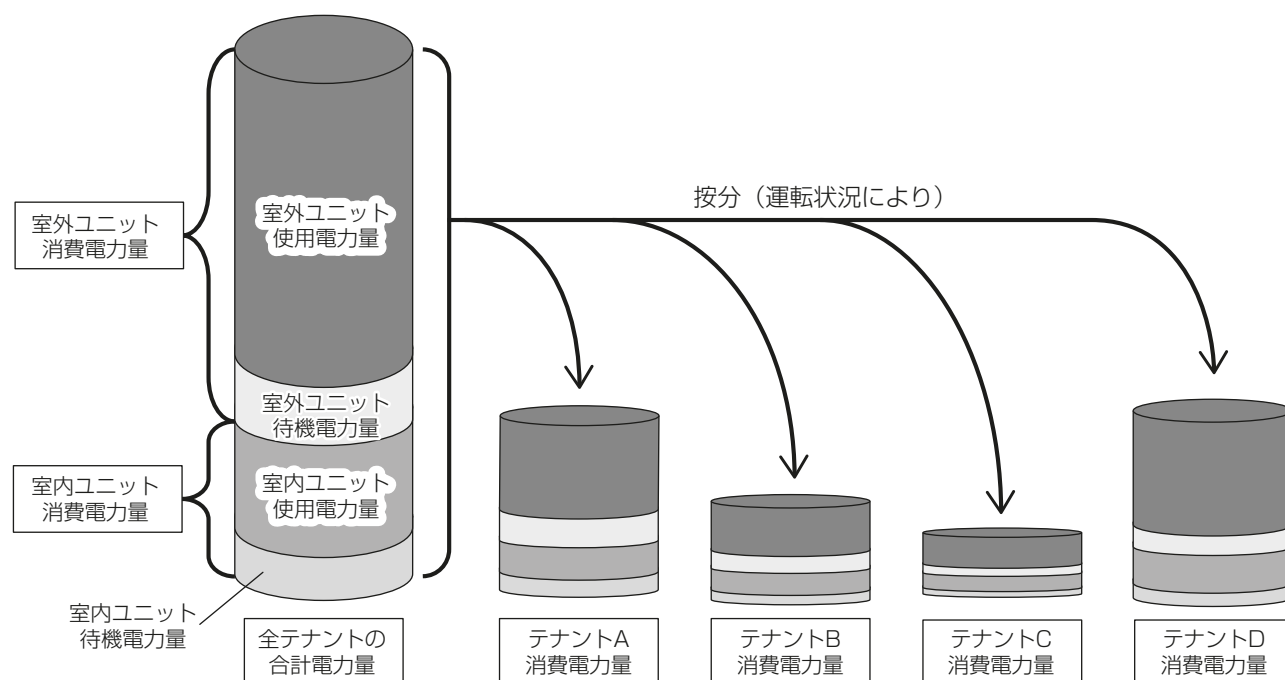 按分（運転状況により）
室外ユニット
使用電力量
室外ユニット
消費電力量
室外ユニット
待機電力量
室内ユニット
使用電力量
室内ユニット
消費電力量
室内ユニット
待機電力量
全テナントの
合計電力量
テナントA
消費電力量
テナントB
消費電力量
テナントC
消費電力量
テナントD
消費電力量